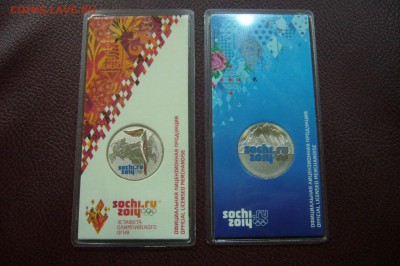 COINS.LAVE.RU
sochi.ru
2014
ЭСТАФЕТА
ОЛИМПИЙСКОГО
ОГНЯ
ОФИЦИАЛЬНАЯ ЛИЦЕНЗИОННАЯ ПРОДУКЦИЯ
OFFICIAL LICENSED MERCHANDISE
sochi.ru
2014
sochi.ru
2014
ОФИЦИАЛЬНАЯ ЛИЦЕНЗИОННАЯ ПРОДУКЦИЯ
OFFICIAL LICENSED MERCHANDISE